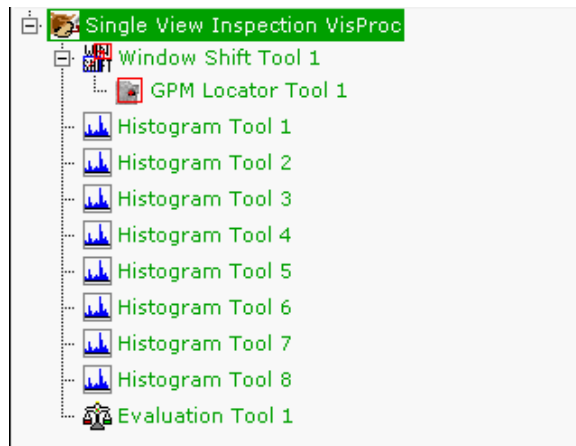 Single View Inspection VisProc
Window Shift Tool 1
GPM Locator Tool 1
Histogram Tool 1
Histogram Tool 2
Histogram Tool 3
Histogram Tool 4
Histogram Tool 5
Histogram Tool 6
Histogram Tool 7
Histogram Tool 8
Evaluation Tool 1